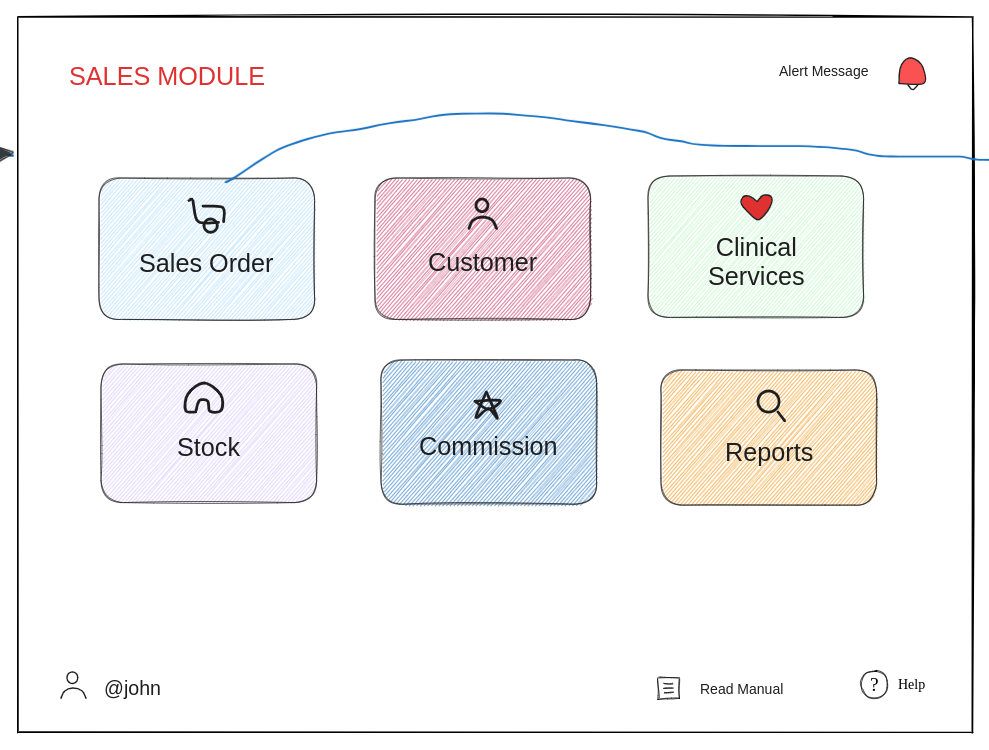 SALES MODULE
Alert Message
Sales Order
Customer
Clinical
Services
Stock
Commission
Reports
@john
Read Manual
?
Help